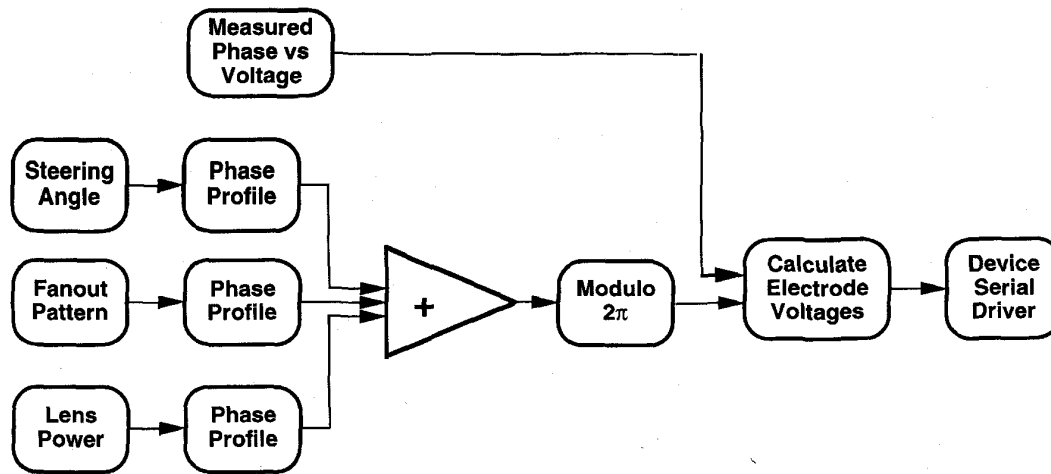 Measured
Phase vs
Voltage
Steering
Angle
Phase
Profile
Fanout
Pattern
Phase
Profile
+
Modulo
2π
Calculate
Electrode
Voltages
Device
Serial
Driver
Lens
Power
Phase
Profile